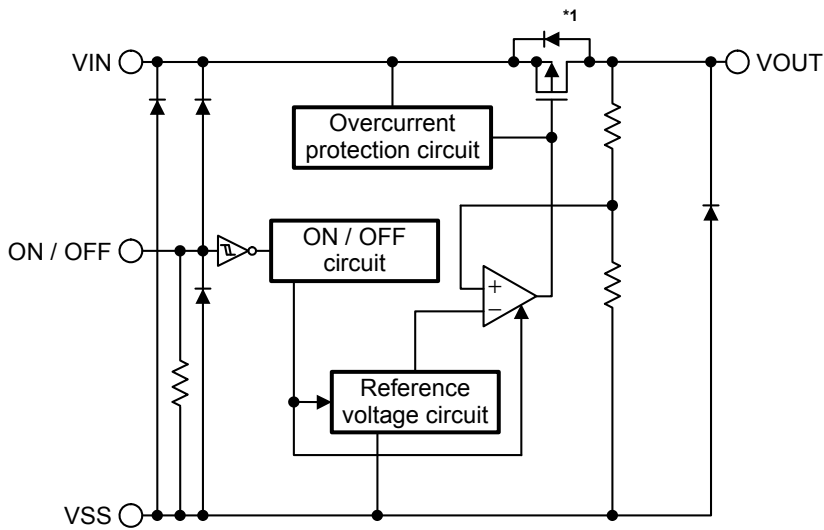 *1
VIN
VOUT
Overcurrent
protection circuit
ON / OFF
ON / OFF
circuit
+
−
Reference
voltage circuit
VSS